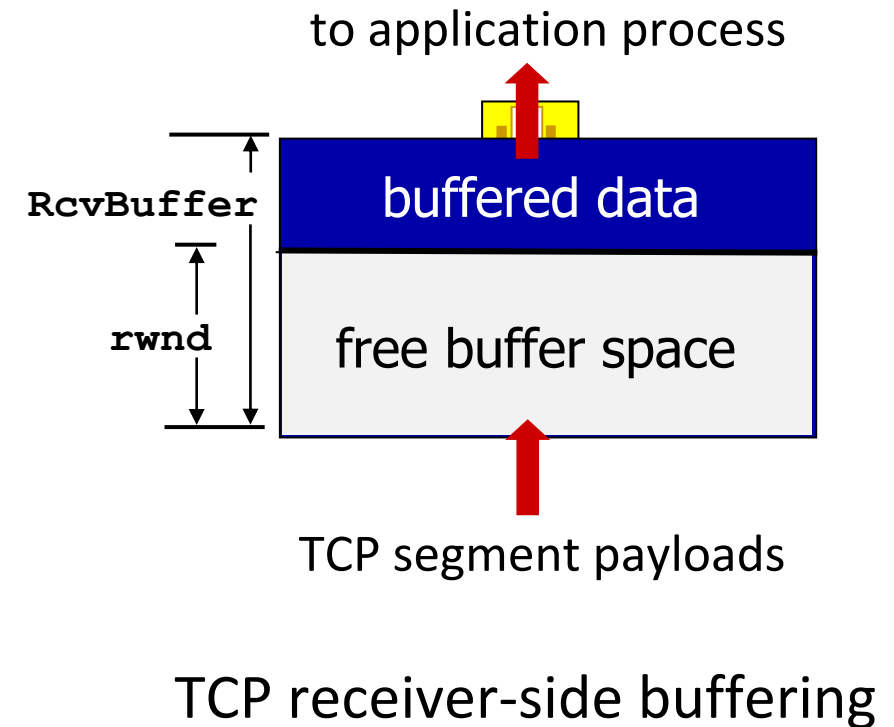 to application process
RcvBuffer
buffered data
rwnd
free buffer space
TCP segment payloads
TCP receiver-side buffering